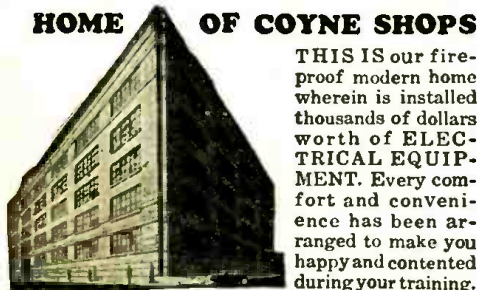 HOME OF COYNE SHOPS
THIS IS our fire-
proof modern home
wherein is installed
thousands of dollars
worth of ELEC-
TRICAL EQUIP-
MENT. Every com-
fort and conveni-
ence has been ar-
ranged to make you
happy and contented
during your training.